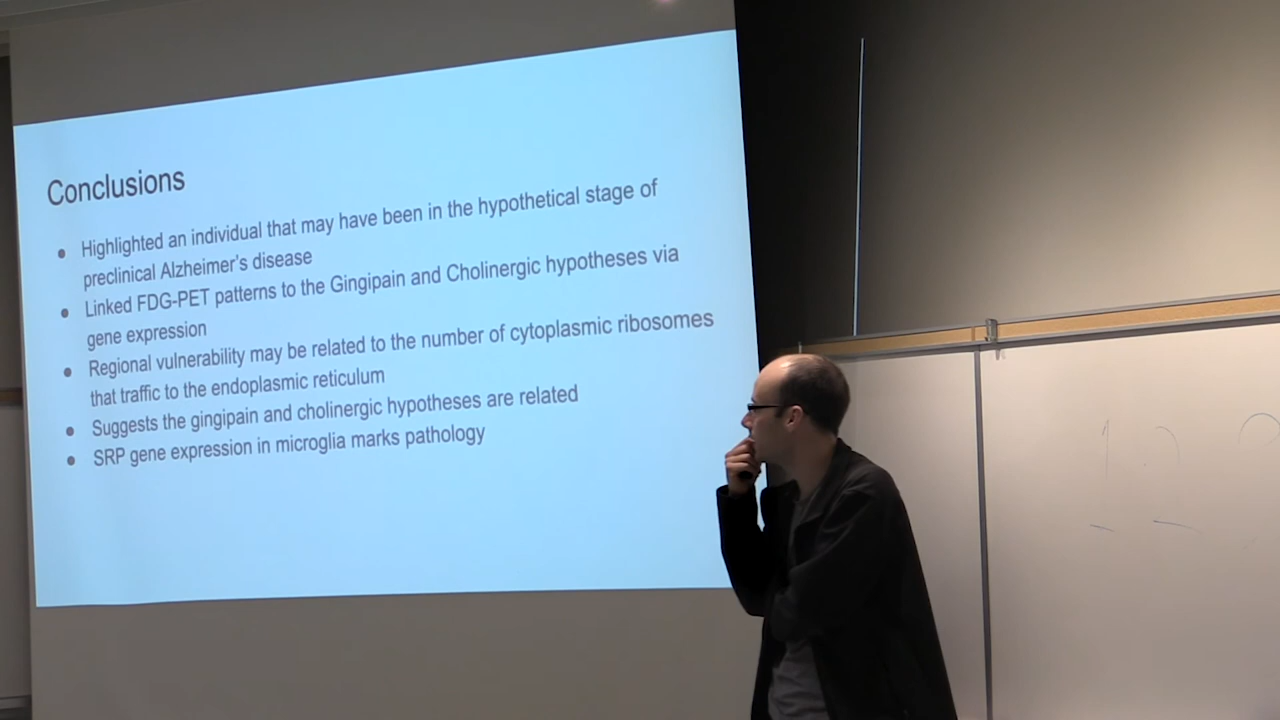 Conclusions
Highlighted an individual that may have been in the hypothetical stage of
preclinical Alzheimer's disease
Linked FDG-PET patterns to the Gingipain and Cholinergic hypotheses via
gene expression
Regional vulnerability may be related to the number of cytoplasmic ribosomes
that traffic to the endoplasmic reticulum
Suggests the gingipain and cholinergic hypotheses are related
SRP gene expression in microglia marks pathology